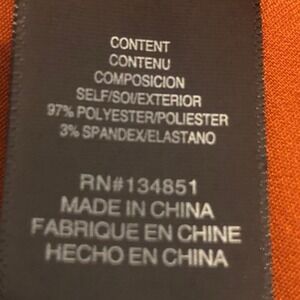 CONTENT
CONTENU
COMPOSICION
SELF/SOI/EXTERIOR
97% POLYESTER/POLIESTER
3% SPANDEX/ELASTANO
RN#134851
MADE IN CHINA
FABRIQUE EN CHINE
HECHO EN CHINA